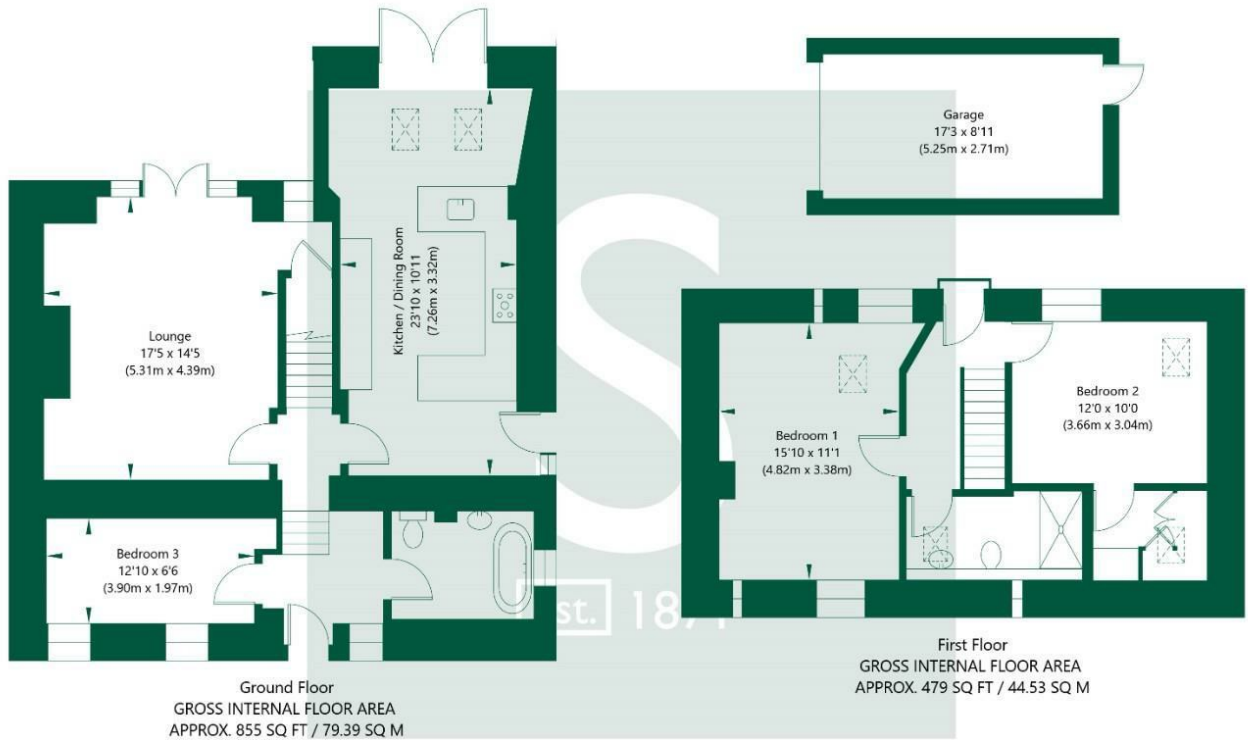 Garage
17'3 x 8'11
(5.25m x 2.71m)
Kitchen / Dining Room
23'10 x 10'11
(7.26m x 3.32m)
Lounge
17'5 x 14'5
(5.31m x 4.39m)
Bedroom 2
12'0 x 10'0
(3.66m x 3.04m)
Bedroom 1
15'10 x 11'1
(4.82m x 3.38m)
Bedroom 3
12'10 x 6'6
(3.90m x 1.97m)
S
Ground Floor
GROSS INTERNAL FLOOR AREA
APPROX. 855 SQ FT / 79.39 SQ M
First Floor
GROSS INTERNAL FLOOR AREA
APPROX. 479 SQ FT / 44.53 SQ M